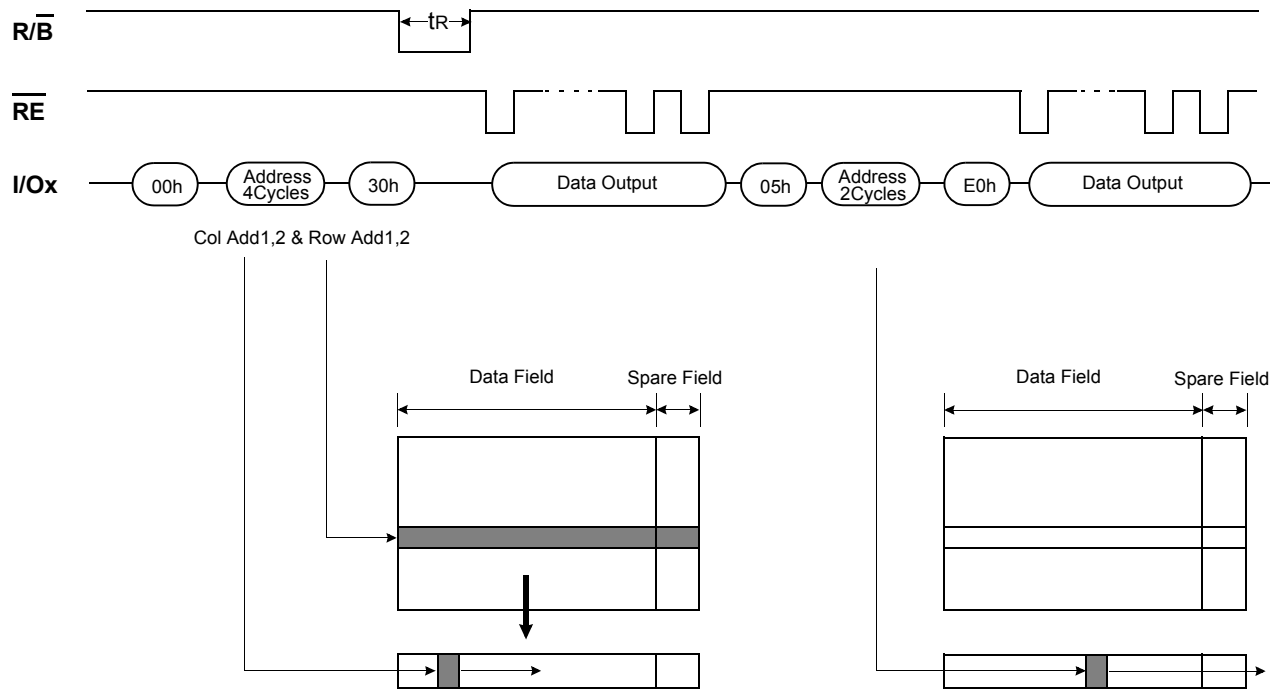 R/B̅
tR
R̅E̅
I/Ox
00h
Address
4Cycles
30h
Data Output
05h
Address
2Cycles
E0h
Data Output
Col Add1,2 & Row Add1,2
Data Field
Spare Field
Data Field
Spare Field